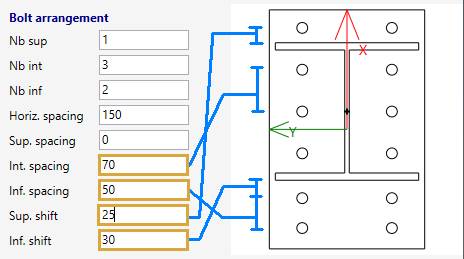 Bolt arrangement
Nb sup 1
Nb int 3
Nb inf 2
Horiz. spacing 150
Sup. spacing 0
Int. spacing 70
Inf. spacing 50
Sup. shift 25
Inf. shift 30
X
Y